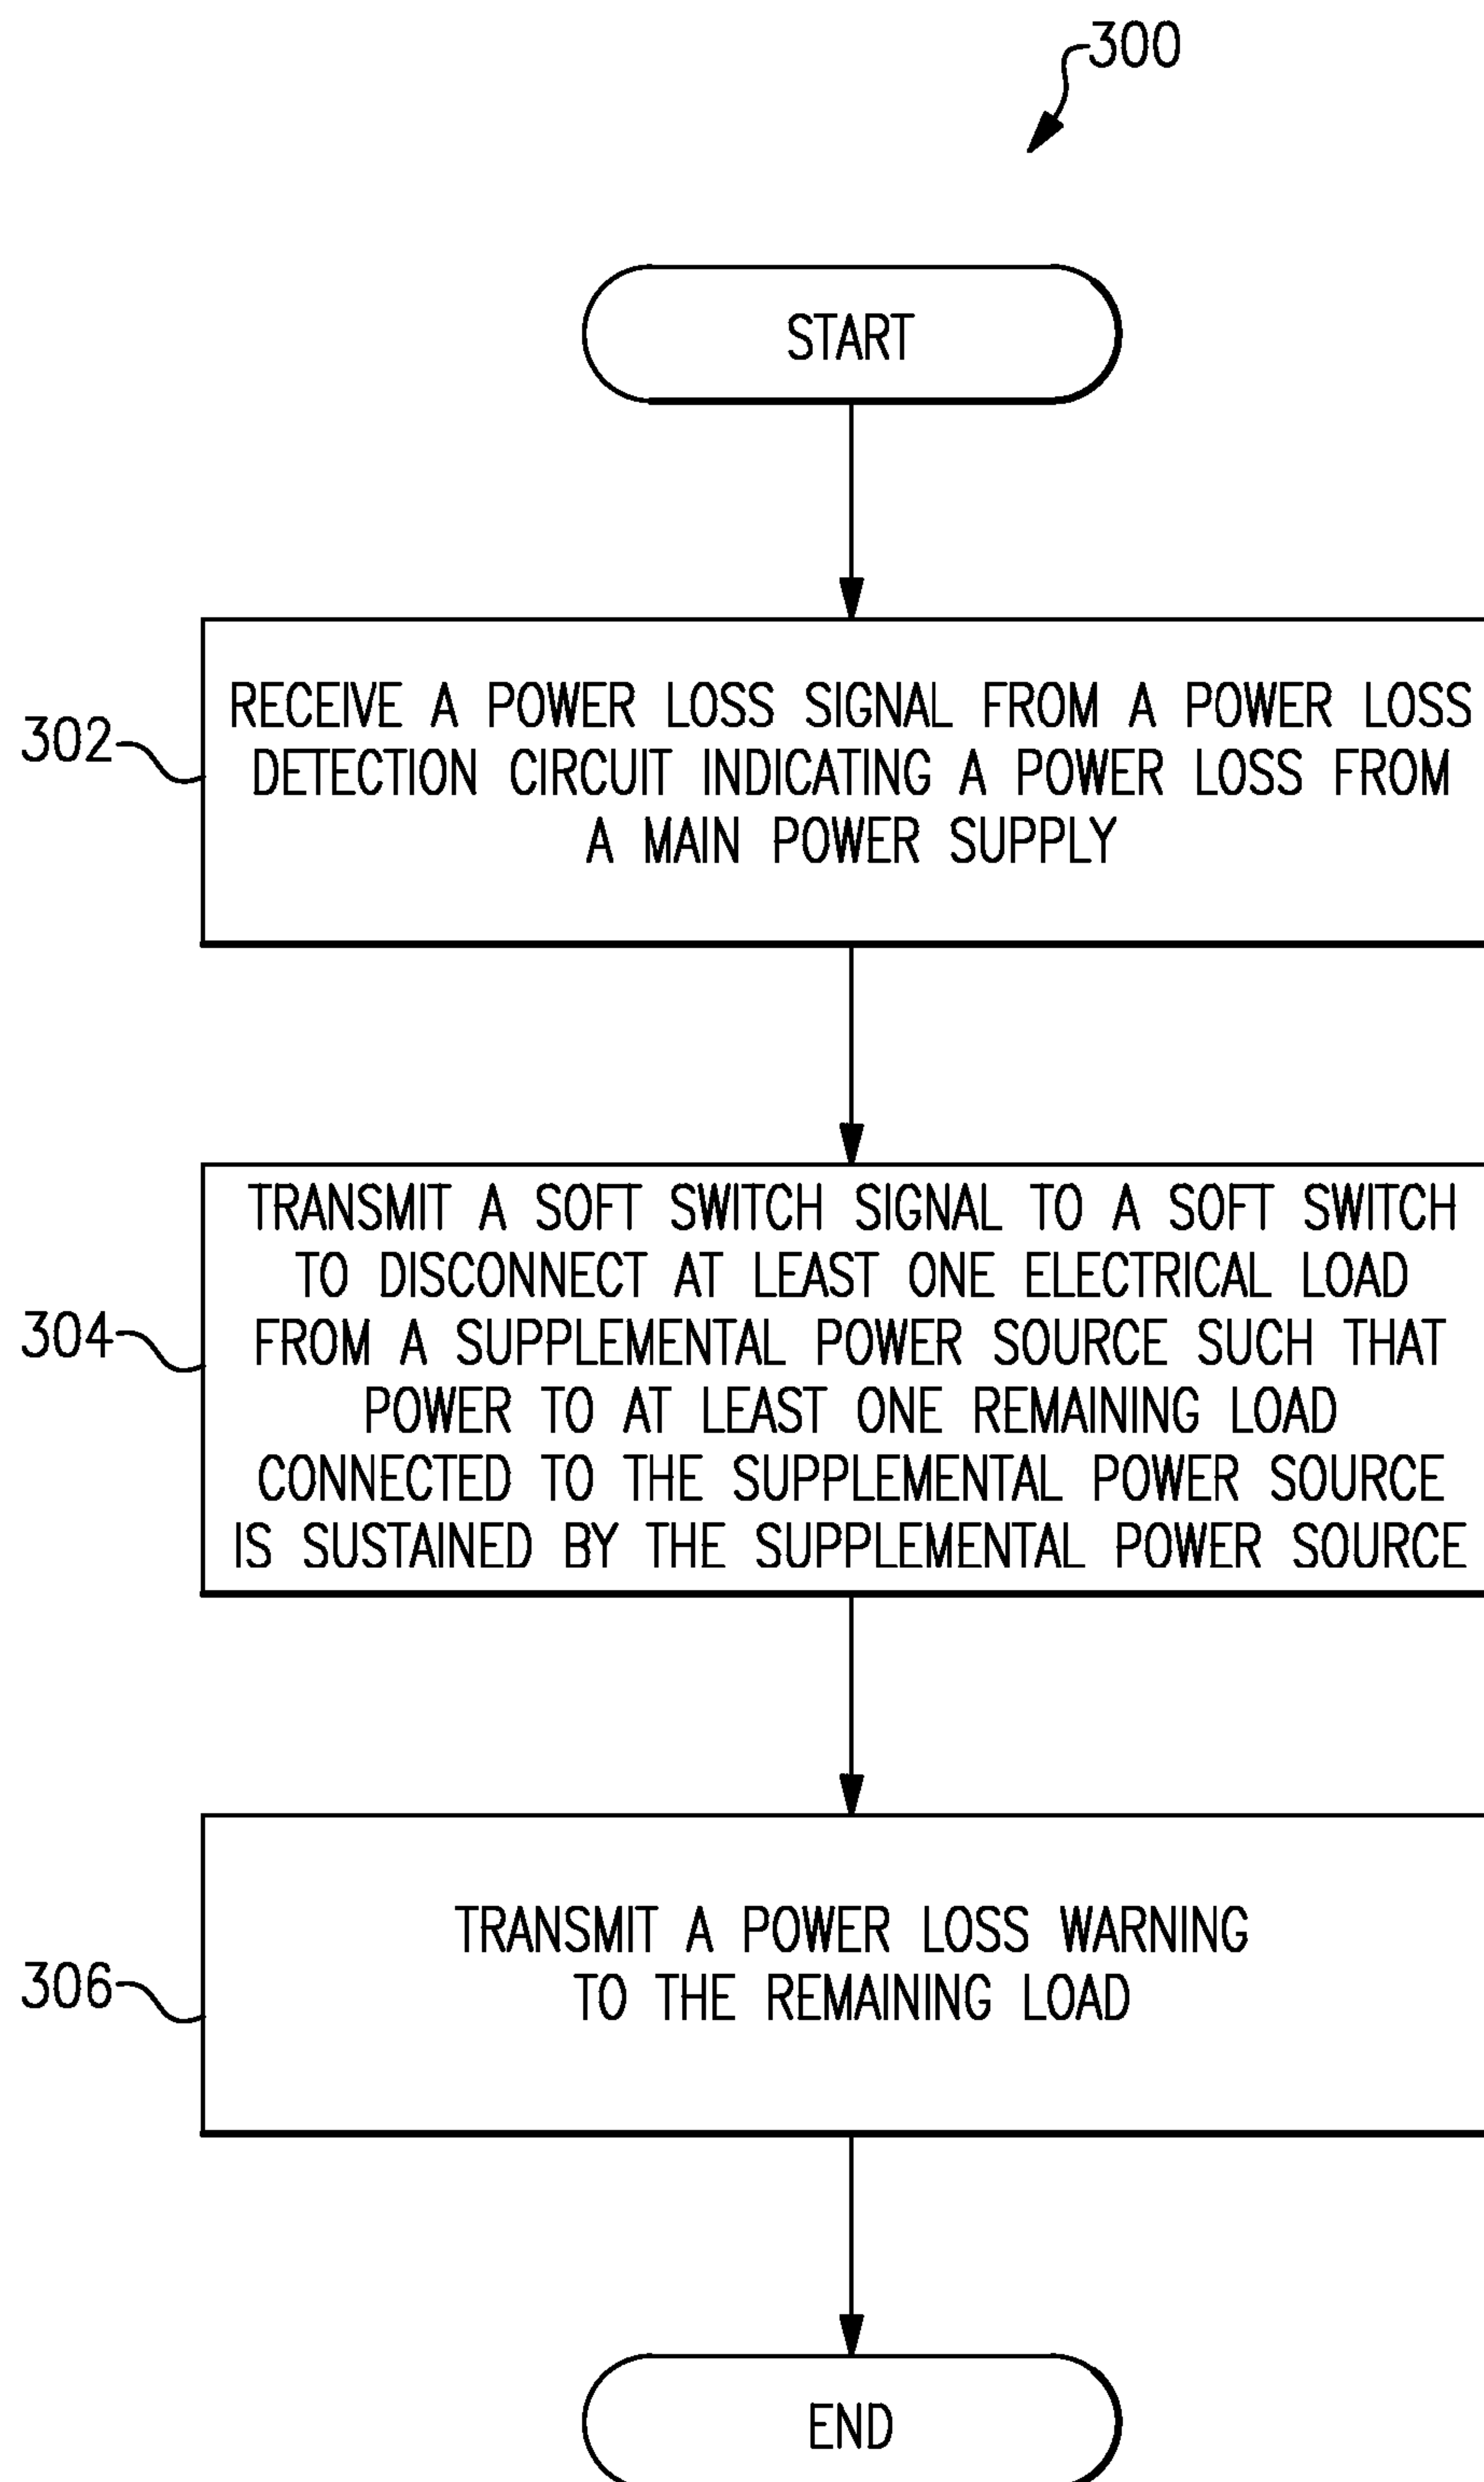 300
START
302
RECEIVE A POWER LOSS SIGNAL FROM A POWER LOSS
DETECTION CIRCUIT INDICATING A POWER LOSS FROM
A MAIN POWER SUPPLY
304
TRANSMIT A SOFT SWITCH SIGNAL TO A SOFT SWITCH
TO DISCONNECT AT LEAST ONE ELECTRICAL LOAD
FROM A SUPPLEMENTAL POWER SOURCE SUCH THAT
POWER TO AT LEAST ONE REMAINING LOAD
CONNECTED TO THE SUPPLEMENTAL POWER SOURCE
IS SUSTAINED BY THE SUPPLEMENTAL POWER SOURCE
306
TRANSMIT A POWER LOSS WARNING
TO THE REMAINING LOAD
END